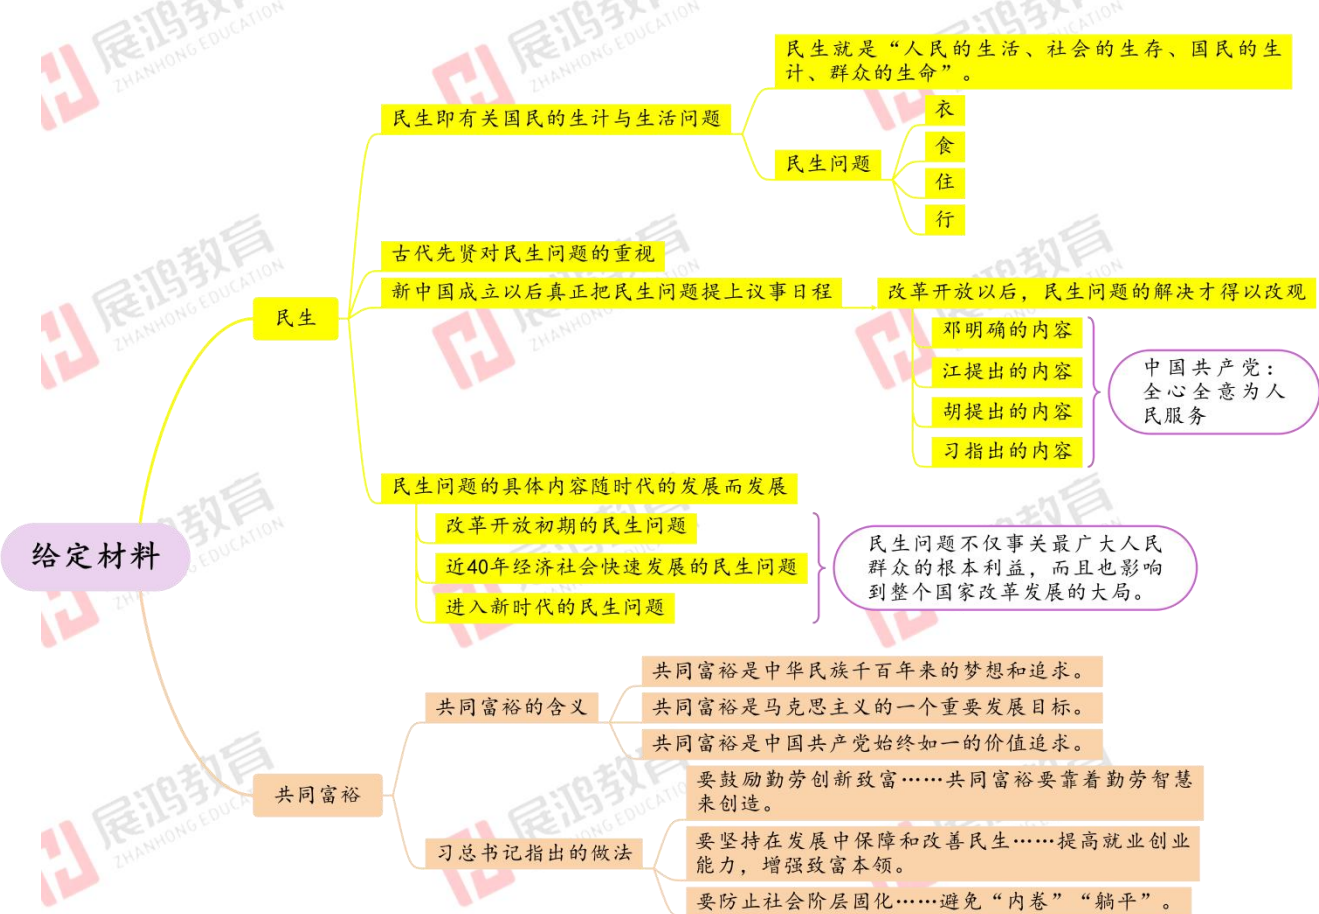 民生就是“人民的生活、社会的生存、国民的生
计、群众的生命”。
民生即有关国民的生计与生活问题
衣
食
民生问题
住
行
古代先贤对民生问题的重视
新中国成立以后真正把民生问题提上议事日程
改革开放以后，民生问题的解决才得以改观
民生
邓明确的内容
江提出的内容
胡提出的内容
习指出的内容
中国共产党：
全心全意为人
民服务
民生问题的具体内容随时代的发展而发展
改革开放初期的民生问题
近40年经济社会快速发展的民生问题
进入新时代的民生问题
民生问题不仅事关最广大人民
群众的根本利益，而且也影响
到整个国家改革发展的大局。
给定材料
共同富裕是中华民族千百年来的梦想和追求。
共同富裕的含义
共同富裕是马克思主义的一个重要发展目标。
共同富裕是中国共产党始终如一的价值追求。
共同富裕
要鼓励勤劳创新致富……共同富裕要靠着勤劳智慧
来创造。
习总书记指出的做法
要坚持在发展中保障和改善民生……提高就业创业
能力，增强致富本领。
要防止社会阶层固化……避免“内卷”“躺平”。
展鸿教育
ZHANHONG EDUCATION